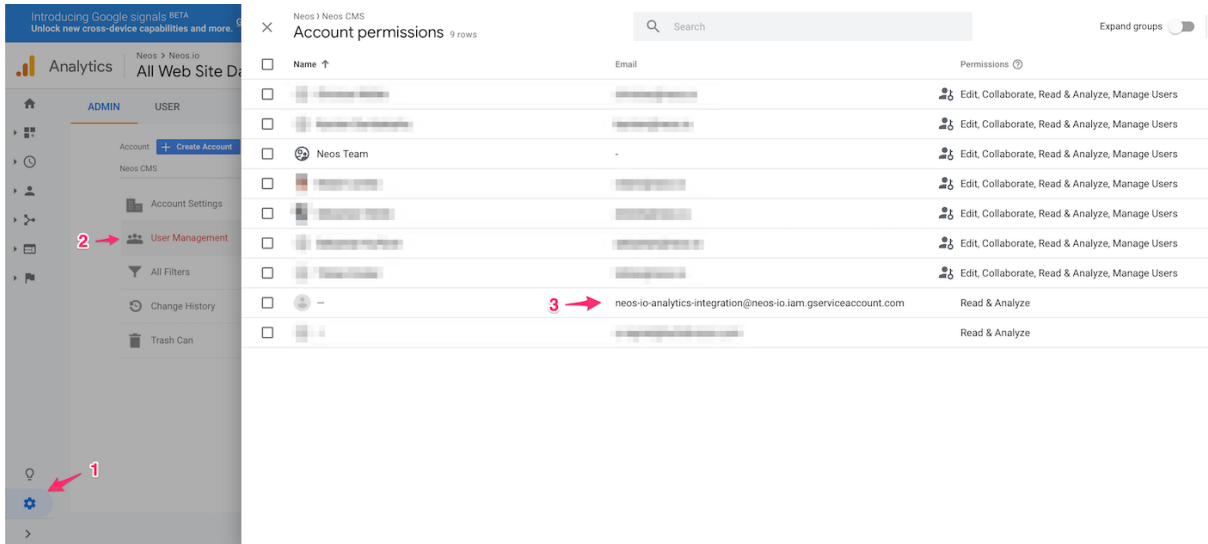 Introducing Google signals BETA
Unlock new cross-device capabilities and more.
Analytics
Neos > Neos.io
All Web Site Da
ADMIN
USER
Account
+ Create Account
Neos CMS
Account Settings
2
User Management
All Filters
Change History
Trash Can
1
Neos > Neos CMS
Account permissions 9 rows
Search
Expand groups
Name
Email
Permissions
Edit, Collaborate, Read & Analyze, Manage Users
Edit, Collaborate, Read & Analyze, Manage Users
Neos Team - Edit, Collaborate, Read & Analyze, Manage Users
Edit, Collaborate, Read & Analyze, Manage Users
Edit, Collaborate, Read & Analyze, Manage Users
Edit, Collaborate, Read & Analyze, Manage Users
Edit, Collaborate, Read & Analyze, Manage Users
— 3 neos-io-analytics-integration@neos-io.iam.gserviceaccount.com Read & Analyze
Read & Analyze